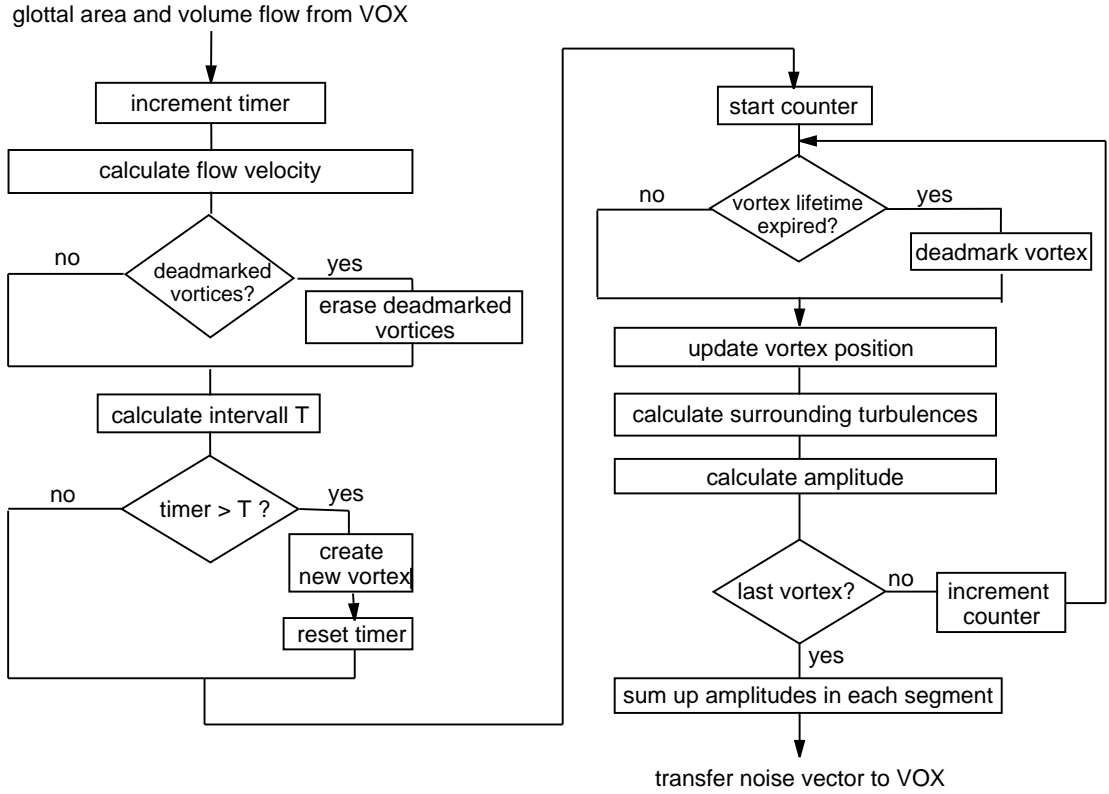 glottal area and volume flow from VOX
increment timer
calculate flow velocity
no
deadmarked
vortices?
yes
erase deadmarked
vortices
calculate intervall T
no
timer > T ?
yes
create
new vortex
reset timer
start counter
no
vortex lifetime
expired?
yes
deadmark vortex
update vortex position
calculate surrounding turbulences
calculate amplitude
last vortex?
no
increment
counter
yes
sum up amplitudes in each segment
transfer noise vector to VOX